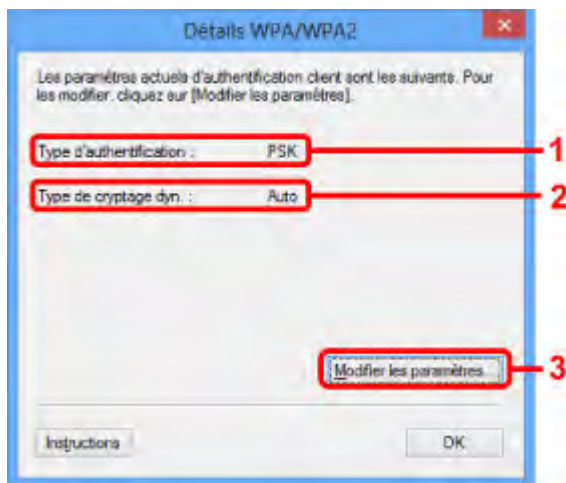 Détails WPA/WPA2
Les paramètres actuels d'authentification client sont les suivants. Pour
les modifier, cliquez sur [Modifier les paramètres].
Type d'authentification : PSK 1
Type de cryptage dyn. : Auto 2
Modifier les paramètres... 3
Instructions OK